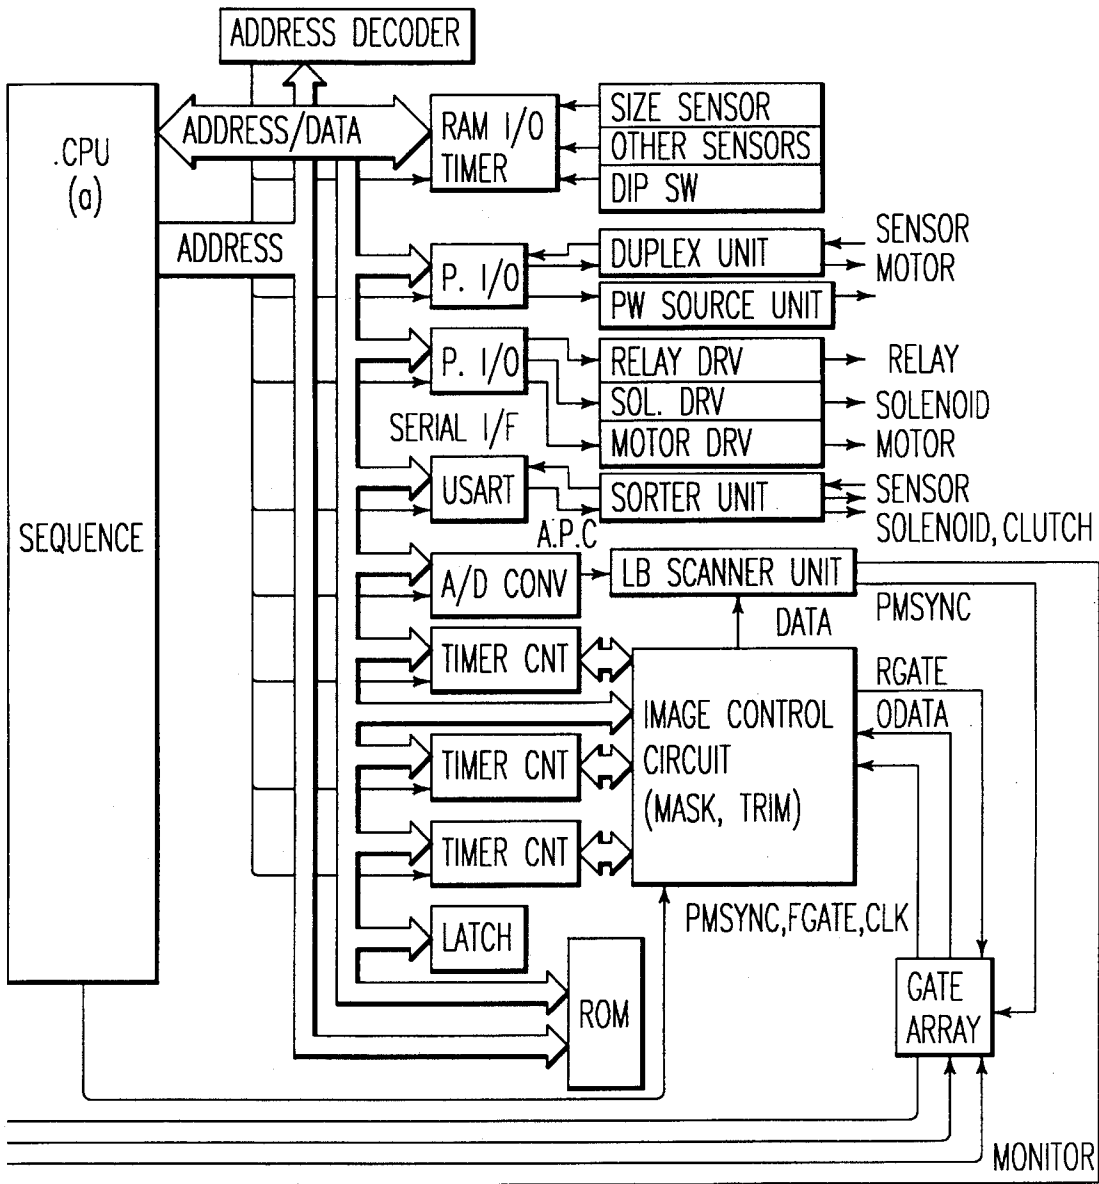 ADDRESS DECODER
.CPU
(a)
SEQUENCE
ADDRESS/DATA
ADDRESS
RAM I/O
TIMER
SIZE SENSOR
OTHER SENSORS
DIP SW
P. I/O
DUPLEX UNIT
SENSOR
MOTOR
PW SOURCE UNIT
P. I/O
RELAY DRV
RELAY
SOL. DRV
SOLENOID
MOTOR DRV
MOTOR
SERIAL I/F
USART
SORTER UNIT
SENSOR
SOLENOID, CLUTCH
A.P.C
A/D CONV
LB SCANNER UNIT
PMSYNC
DATA
TIMER CNT
RGATE
ODATA
IMAGE CONTROL
CIRCUIT
(MASK, TRIM)
TIMER CNT
TIMER CNT
PMSYNC,FGATE,CLK
LATCH
ROM
GATE
ARRAY
MONITOR